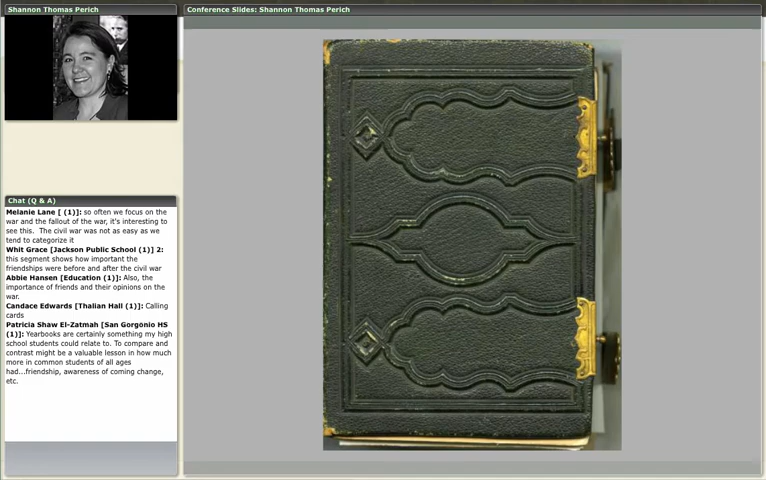 Shannon Thomas Perich
Conference Slides: Shannon Thomas Perich
Chat (Q & A)
Melanie Lane [ (1)]: so often we focus on the
war and the fallout of the war, it's interesting to
see this.  The civil war was not as easy as we
tend to categorize it
Whit Grace [Jackson Public School (1)] 2:
this segment shows how important the
friendships were before and after the civil war
Abbie Hansen [Education (1)]: Also, the
importance of friends and their opinions on the
war.
Candace Edwards [Thalian Hall (1)]: Calling
cards
Patricia Shaw El-Zatmah [San Gorgonio HS
(1)]: Yearbooks are certainly something my high
school students could relate to. To compare and
contrast might be a valuable lesson in how much
more in common students of all ages
had...friendship, awareness of coming change,
etc.